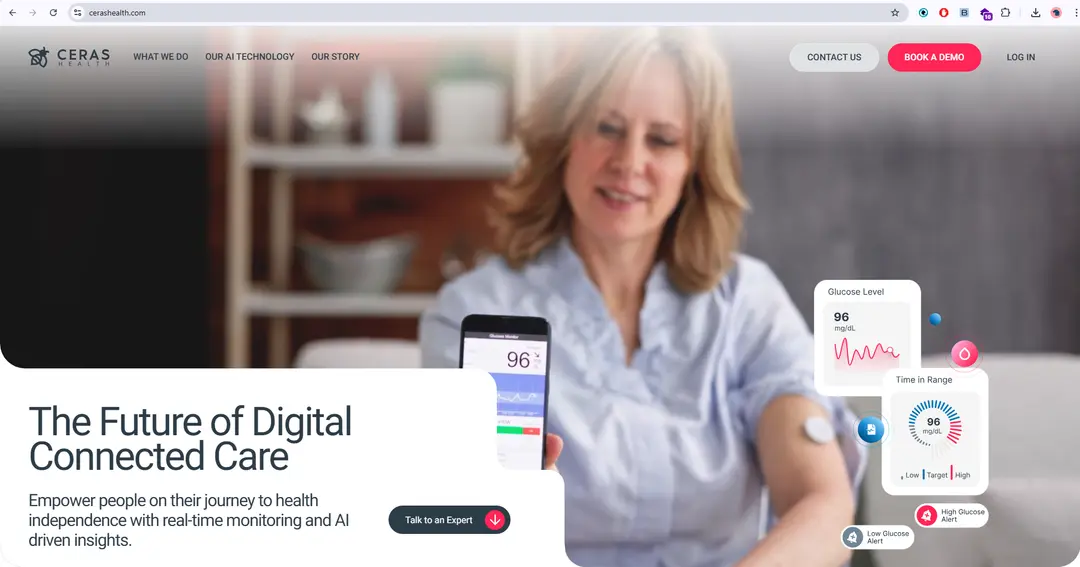 cerashealth.com
18
CERAS
HEALTH
WHAT WE DO
OUR AI TECHNOLOGY
OUR STORY
CONTACT US
BOOK A DEMO
LOG IN
Glucose Level
96
mg/dL
96
Time in Range
96
mg/dL
Low
Target
High
High Glucose
Alert
Low Glucose
Alert
The Future of Digital
Connected Care
Empower people on their journey to health
independence with real-time monitoring and AI
driven insights.
Talk to an Expert